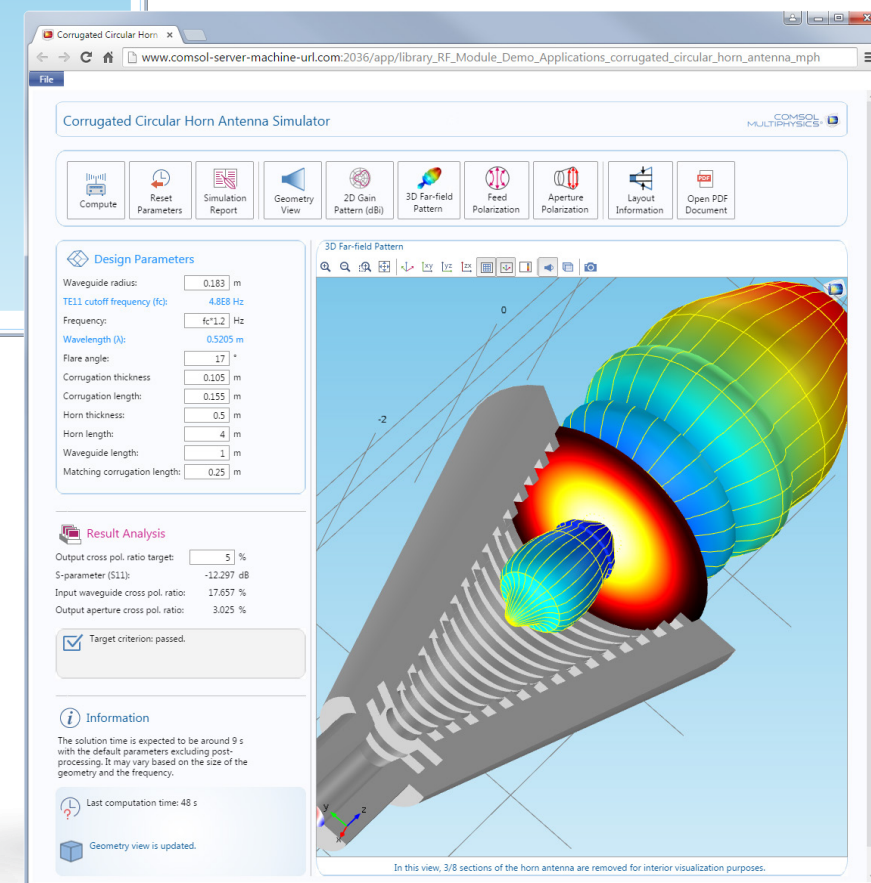 Corrugated Circular Horn
www.comsol-server-machine-url.com:2036/app/library_RF_Module_Demo_Applications_corrugated_circular_horn_antenna_mph
File
Corrugated Circular Horn Antenna Simulator
COMSOL
MULTIPHYSICS®
Compute
Reset
Parameters
Simulation
Report
Geometry
View
2D Gain
Pattern (dBi)
3D Far-field
Pattern
Feed
Polarization
Aperture
Polarization
Layout
Information
PDF
Open PDF
Document
Design Parameters
Waveguide radius: 0.183 m
TE11 cutoff frequency (fc): 4.8E8 Hz
Frequency: fc*1.2 Hz
Wavelength (λ): 0.5205 m
Flare angle: 17 °
Corrugation thickness 0.105 m
Corrugation length: 0.155 m
Horn thickness: 0.5 m
Horn length: 4 m
Waveguide length: 1 m
Matching corrugation length: 0.25 m
Result Analysis
Output cross pol. ratio target: 5 %
S-parameter (S11): -12.297 dB
Input waveguide cross pol. ratio: 17.657 %
Output aperture cross pol. ratio: 3.025 %
Target criterion: passed.
Information
The solution time is expected to be around 9 s
with the default parameters excluding post-
processing. It may vary based on the size of the
geometry and the frequency.
Last computation time: 48 s
Geometry view is updated.
3D Far-field Pattern
xy yz zx
0
-2
y z
x
In this view, 3/8 sections of the horn antenna are removed for interior visualization purposes.